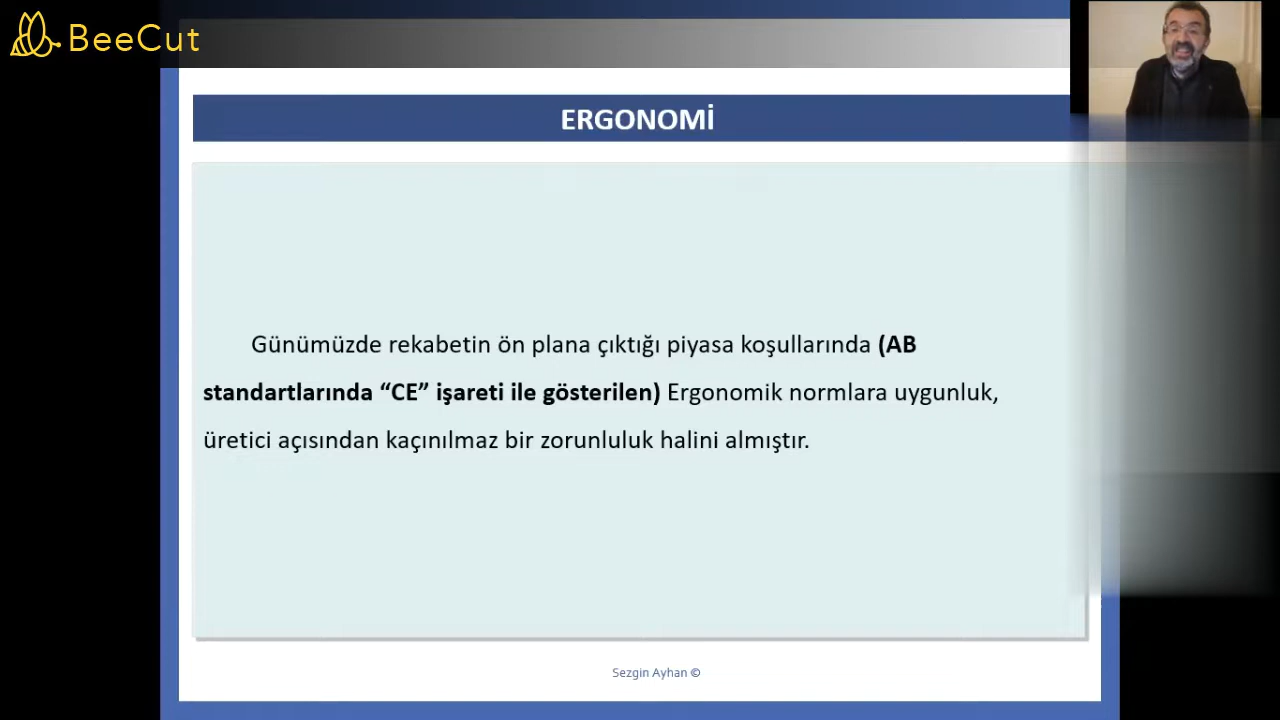 BeeCut
ERGONOMİ
Günümüzde rekabetin ön plana çıktığı piyasa koşullarında (AB
standartlarında “CE” işareti ile gösterilen) Ergonomik normlara uygunluk,
üretici açısından kaçınılmaz bir zorunluluk halini almıştır.
Sezgin Ayhan ©